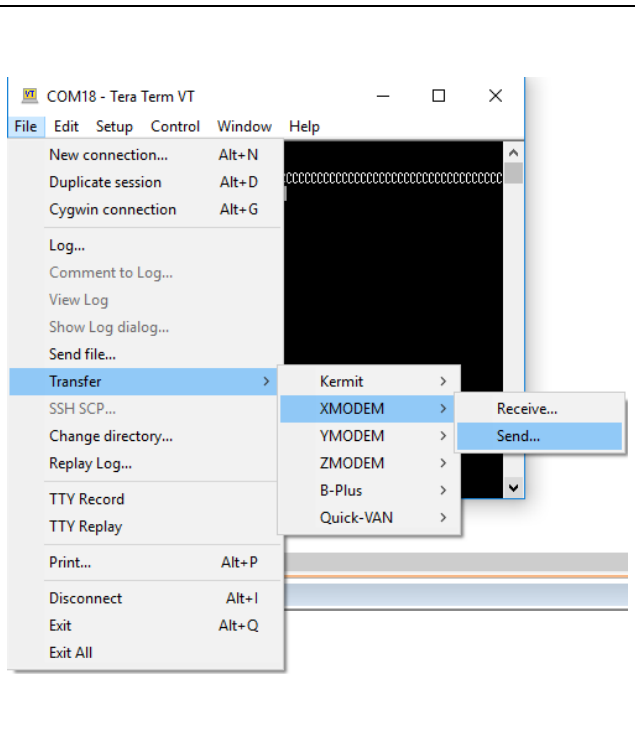 COM18 - Tera Term VT
File Edit Setup Control Window Help
New connection... Alt+N
Duplicate session Alt+D
Cygwin connection Alt+G
Log...
Comment to Log...
View Log
Show Log dialog...
Send file...
Transfer
SSH SCP...
Change directory...
Replay Log...
TTY Record
TTY Replay
Print... Alt+P
Disconnect Alt+I
Exit Alt+Q
Exit All
Kermit
XMODEM
YMODEM
ZMODEM
B-Plus
Quick-VAN
Receive...
Send...